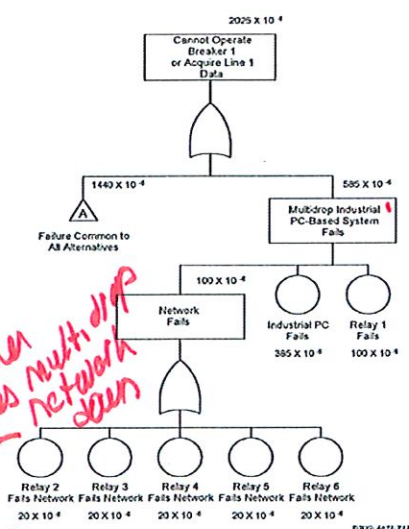 2025 X 10 -6
Cannot Operate
Breaker 1
or Acquire Line 1
Data
1440 X 10 -6
585 X 10 -6
A
Failure Common to
All Alternatives
Multidrop Industrial
PC-Based System
Fails
100 X 10 -6
Network
Fails
Industrial PC
Fails
385 X 10 -6
Relay 1
Fails
100 X 10 -6
multidrop
network
down
Relay 2
Fails Network
20 X 10 -6
Relay 3
Fails Network
20 X 10 -6
Relay 4
Fails Network
20 X 10 -6
Relay 5
Fails Network
20 X 10 -6
Relay 6
Fails Network
20 X 10 -6